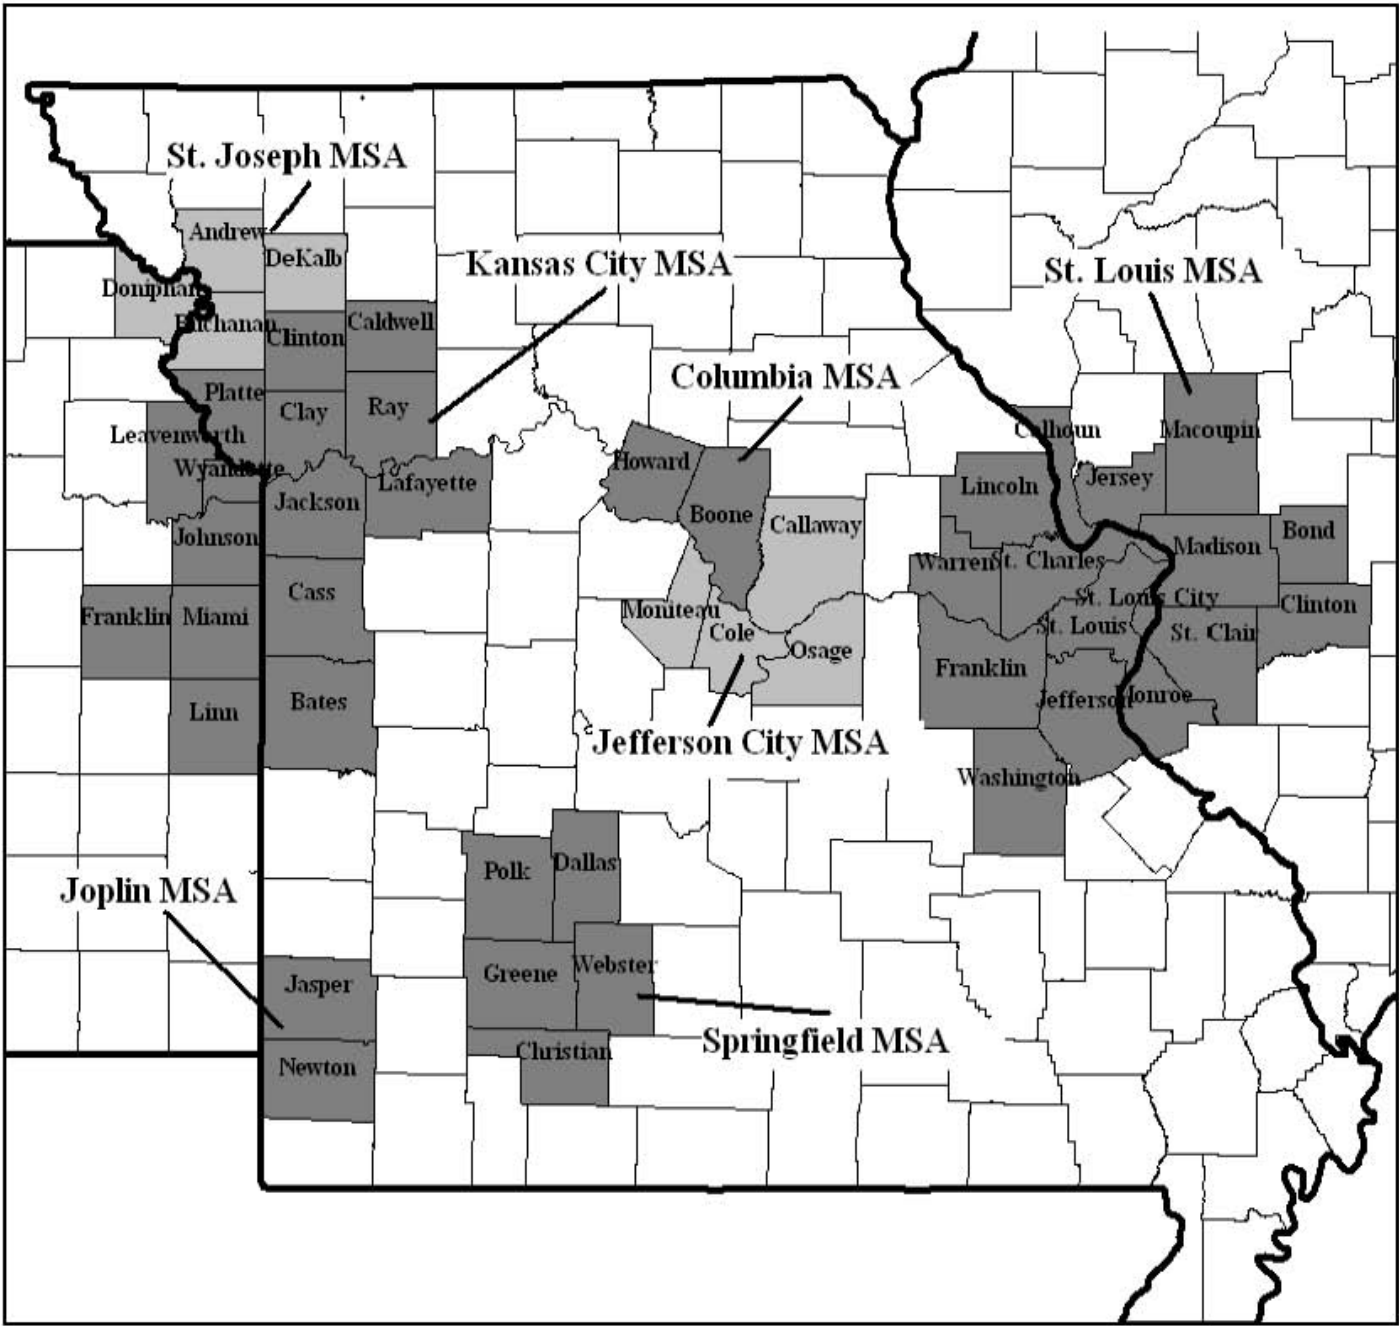 St. Joseph MSA
Andrew
DeKalb
Doniphan
Buchanan
Clinton
Caldwell
Kansas City MSA
St. Louis MSA
Platte
Clay
Ray
Columbia MSA
Leavenworth
Wyandotte
Jackson
Lafayette
Howard
Boone
Callaway
Calhoun
Macoupin
Lincoln
Jersey
Johnson
Cass
Madison
Bond
Warren
St. Charles
Franklin
Miami
Moniteau
Cole
Osage
St. Louis City
St. Louis
St. Clair
Clinton
Franklin
Linn
Bates
Jefferson
Monroe
Jefferson City MSA
Washington
Joplin MSA
Polk
Dallas
Jasper
Greene
Webster
Newton
Christian
Springfield MSA